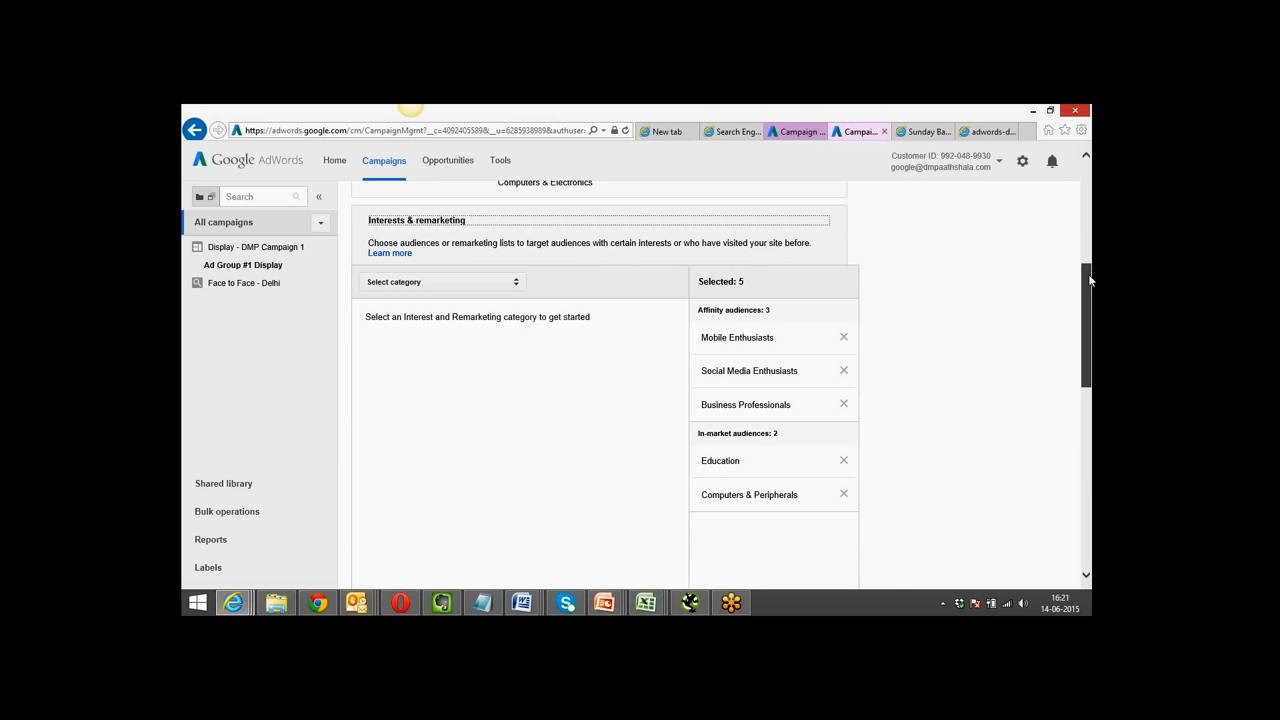 https://adwords.google.com/cm/CampaignMgmt?__c=4092405589&__u=6285938989&authuser:
New tab
Search Eng...
Campaign ...
Campai...
Sunday Ba...
adwords-d...
Google AdWords
Home
Campaigns
Opportunities
Tools
Customer ID: 992-048-9930
google@dmpaathshala.com
Search
All campaigns
Display - DMP Campaign 1
Ad Group #1 Display
Face to Face - Delhi
Shared library
Bulk operations
Reports
Labels
Computers & Electronics
Interests & remarketing
Choose audiences or remarketing lists to target audiences with certain interests or who have visited your site before.
Learn more
Select category
Select an Interest and Remarketing category to get started
Selected: 5
Affinity audiences: 3
Mobile Enthusiasts
Social Media Enthusiasts
Business Professionals
In-market audiences: 2
Education
Computers & Peripherals
16:21
14-06-2015